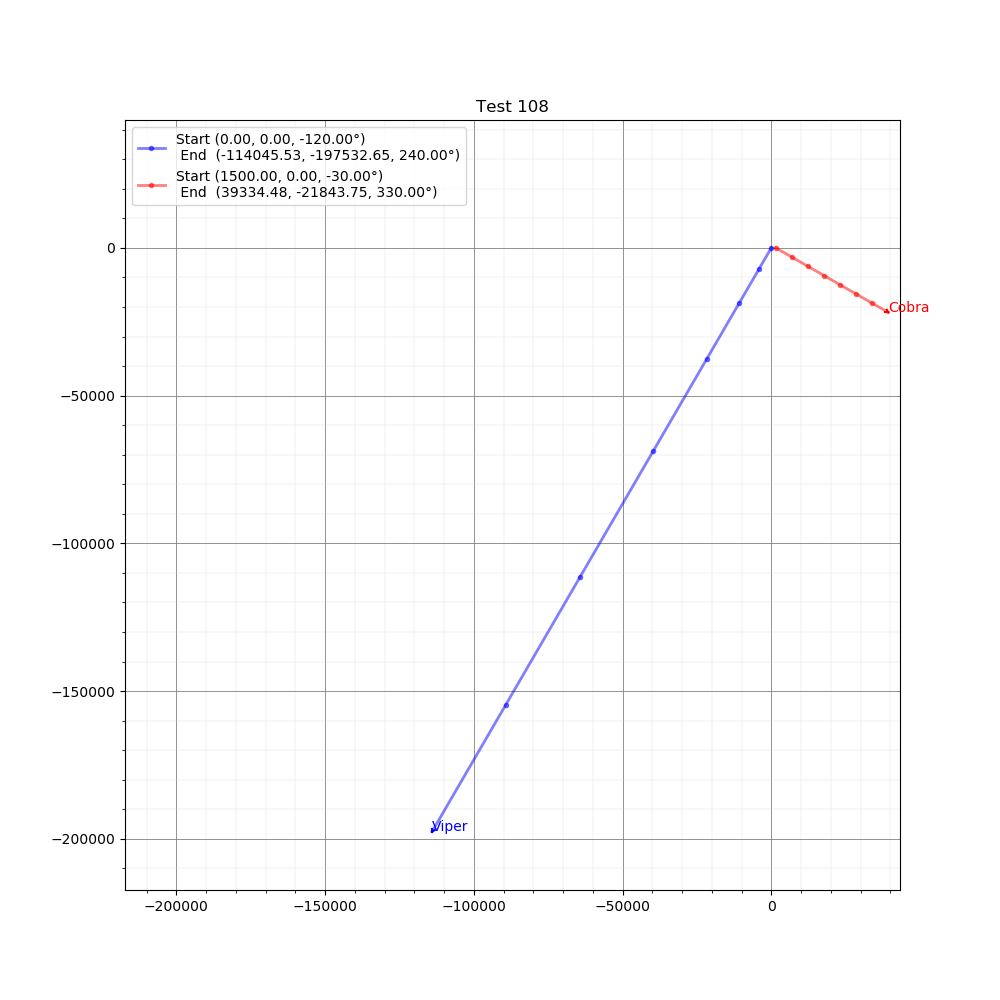 Test 108
Start (0.00, 0.00, -120.00°)
End  (-114045.53, -197532.65, 240.00°)
Start (1500.00, 0.00, -30.00°)
End  (39334.48, -21843.75, 330.00°)
0
−50000
−100000
−150000
−200000
Cobra
Viper
−200000
−150000
−100000
−50000
0